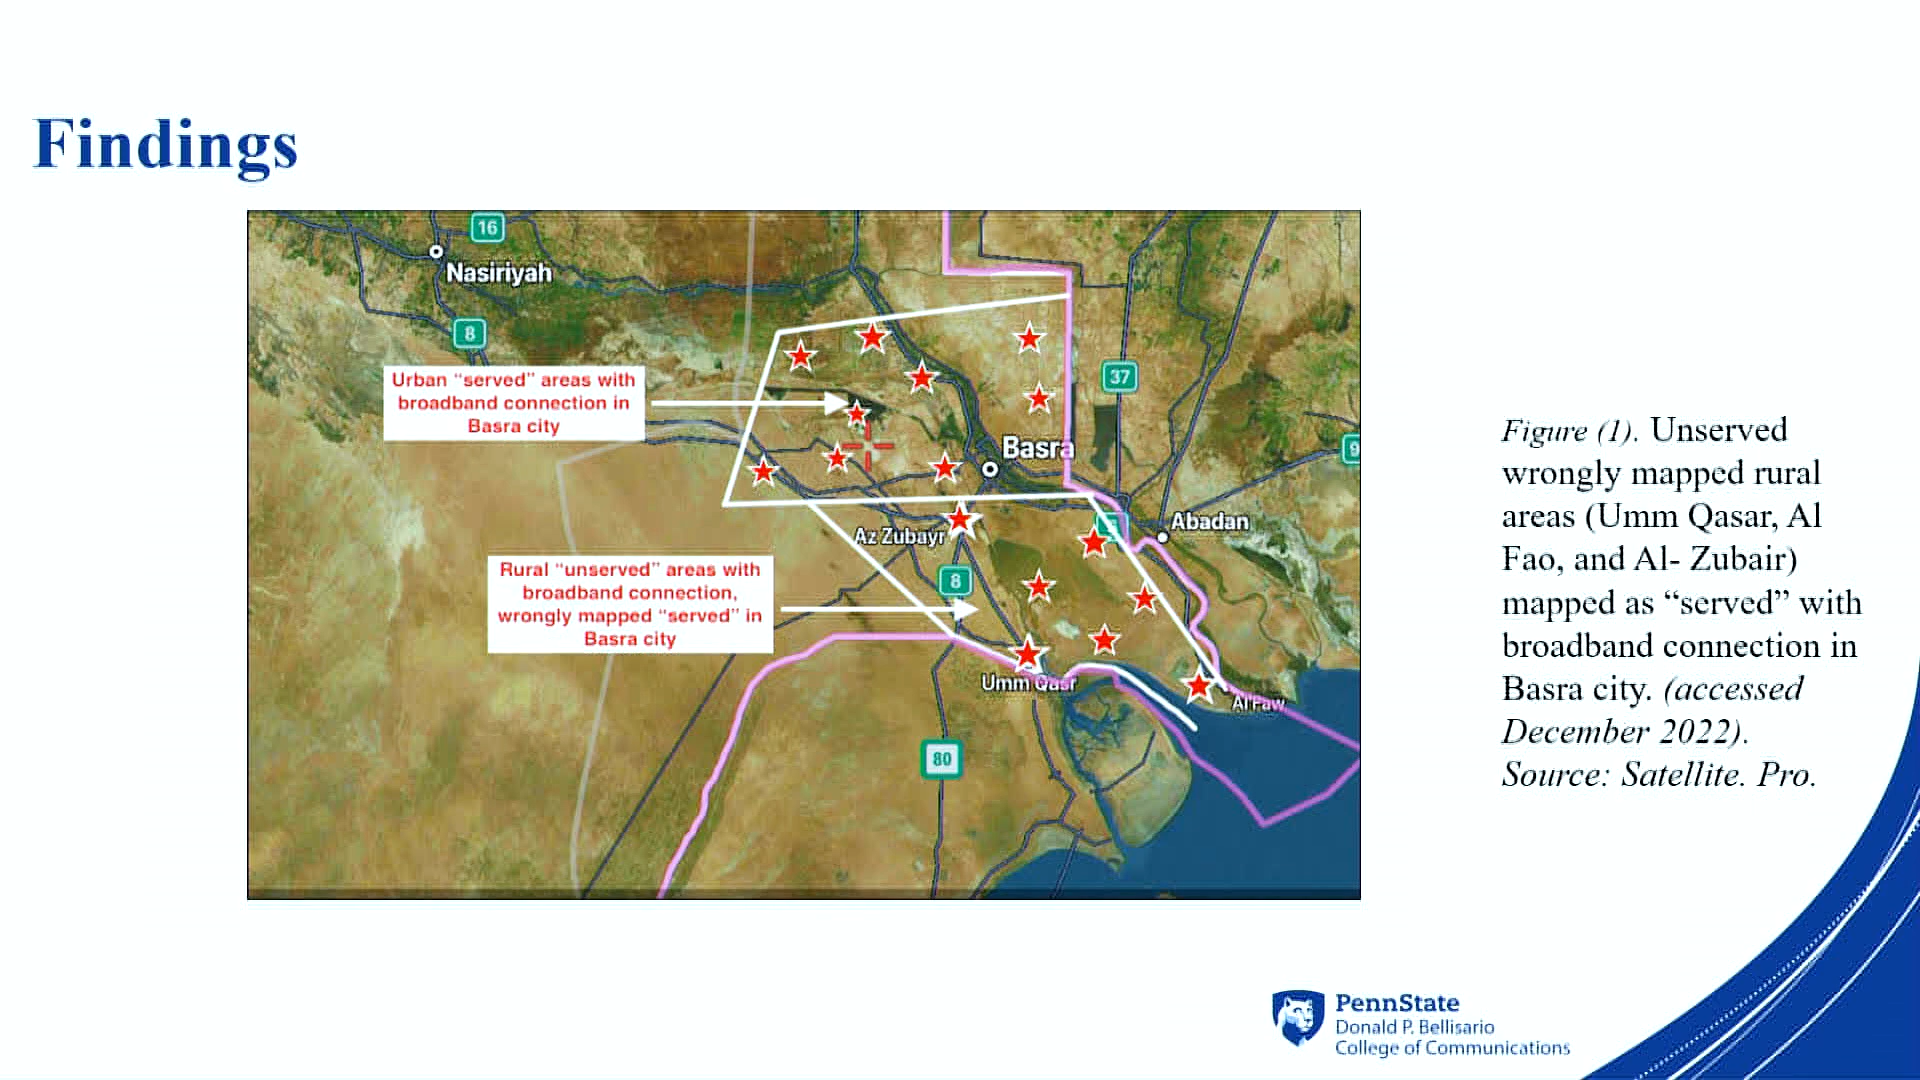 Findings
16
Nasiriyah
8
Urban “served” areas with
broadband connection in
Basra city
37
9
Basra
Abadan
Az Zubayr
Rural “unserved” areas with
broadband connection,
wrongly mapped “served” in
Basra city
8
Umm Qasr
Al Faw
80
Figure (1). Unserved
wrongly mapped rural
areas (Umm Qasar, Al
Fao, and Al- Zubair)
mapped as “served” with
broadband connection in
Basra city. (accessed
December 2022).
Source: Satellite. Pro.
PennState
Donald P. Bellisario
College of Communications